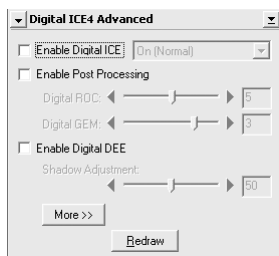 Digital ICE4 Advanced
Enable Digital ICE On (Normal)
Enable Post Processing
Digital ROC: 5
Digital GEM: 3
Enable Digital DEE
Shadow Adjustment:
50
More >>
Redraw